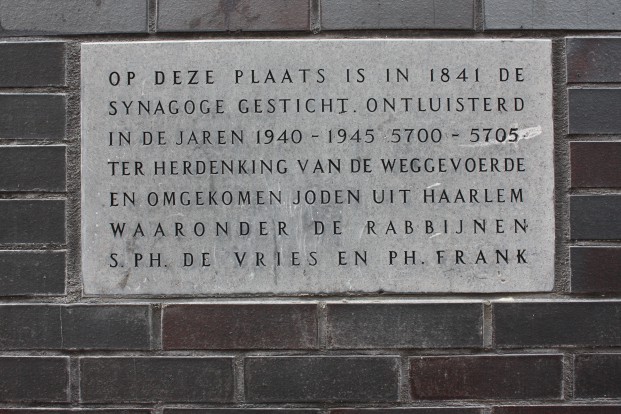 OP DEZE PLAATS IS IN 1841 DE
SYNAGOGE GESTICHT. ONTLUISTERD
IN DE JAREN 1940 - 1945 5700 - 5705
TER HERDENKING VAN DE WEGGEVOERDE
EN OMGEKOMEN JODEN UIT HAARLEM
WAARONDER DE RABBIJNEN
S. PH. DE VRIES EN PH. FRANK